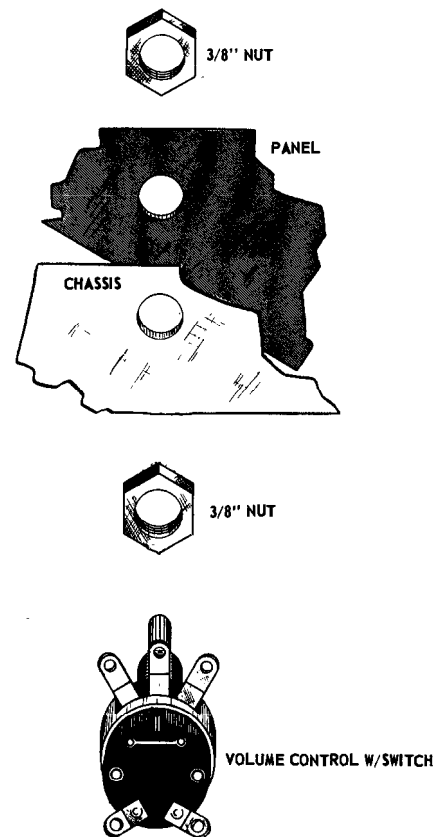 3/8'' NUT
PANEL
CHASSIS
3/8'' NUT
VOLUME CONTROL W/SWITCH